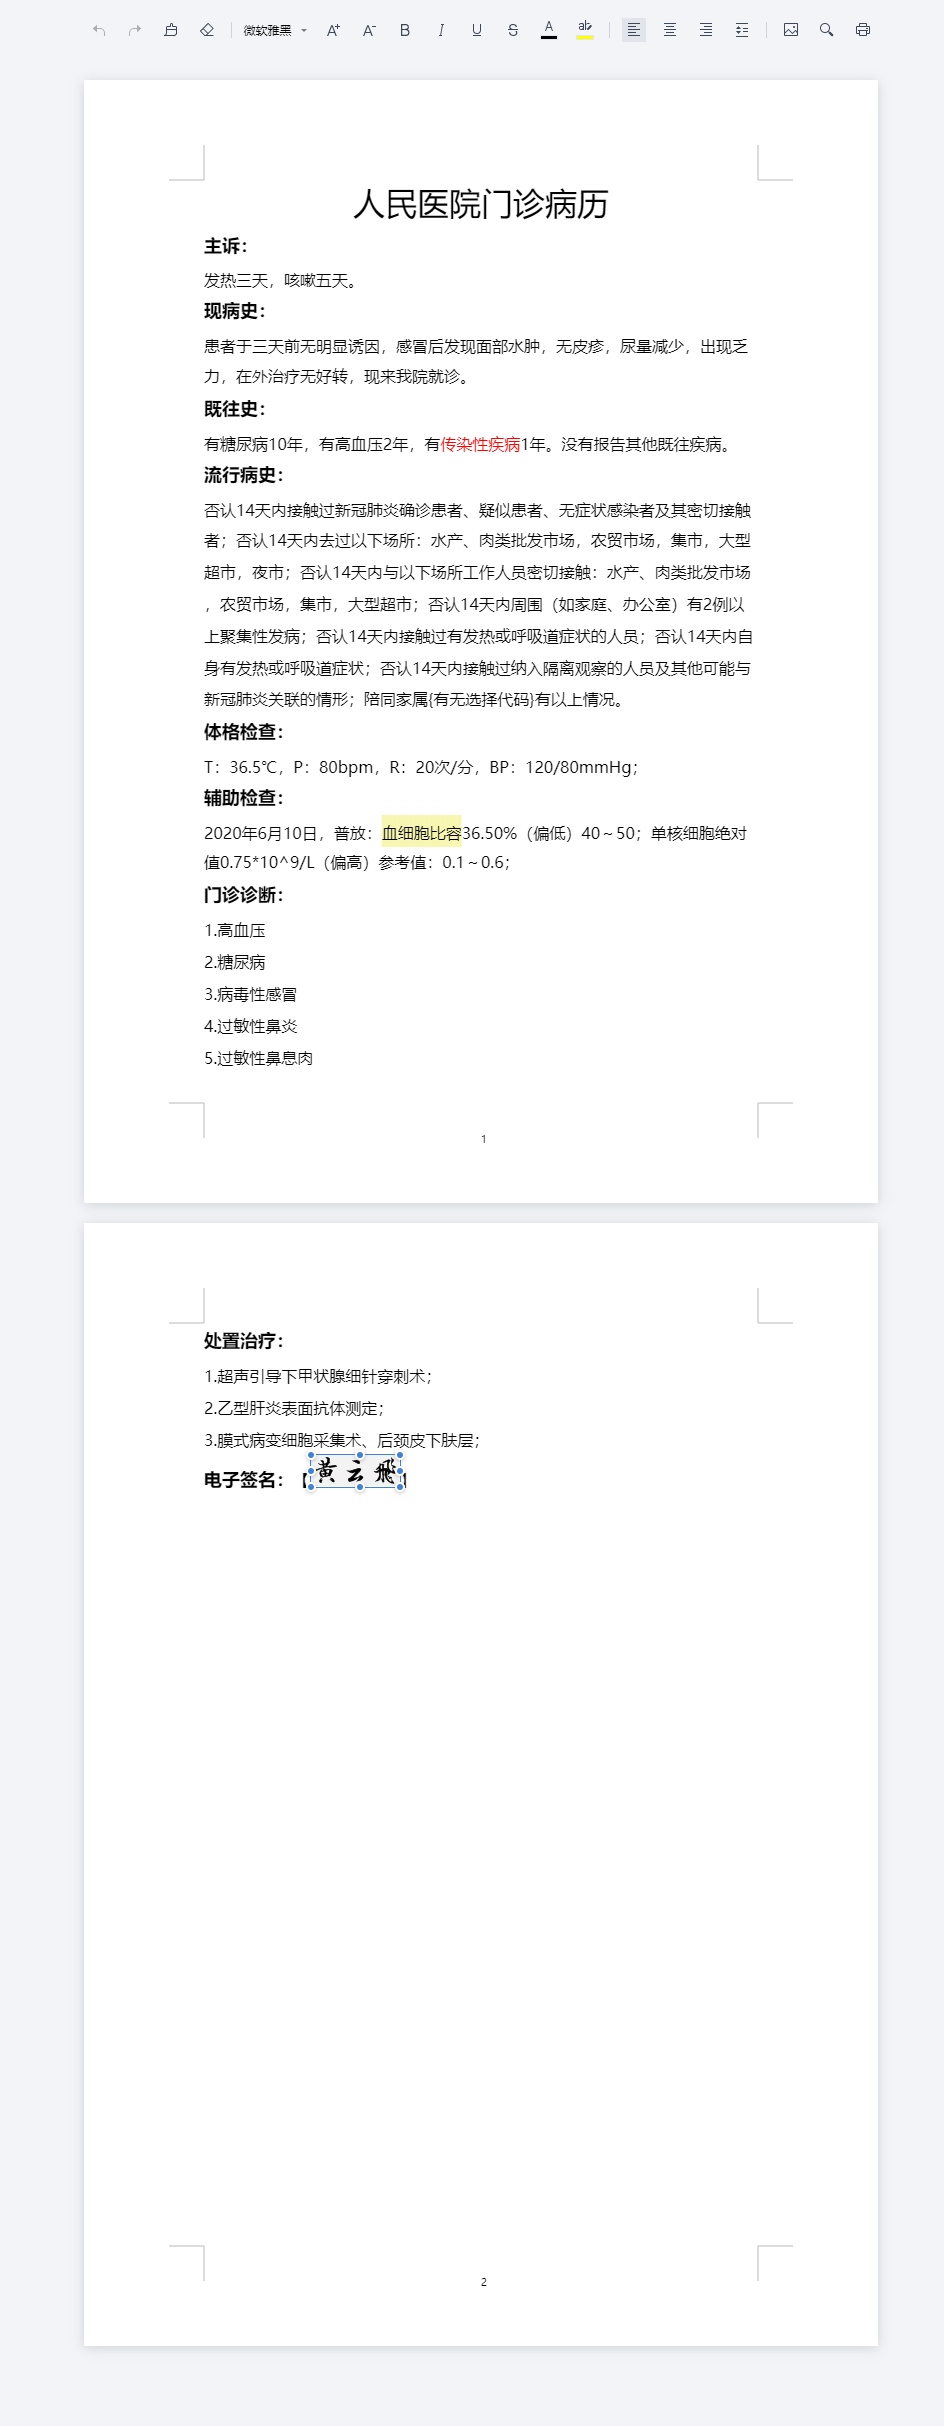 微软雅黑
人民医院门诊病历
主诉：
发热三天，咳嗽五天。
现病史：
患者于三天前无明显诱因，感冒后发现面部水肿，无皮疹，尿量减少，出现乏
力，在外治疗无好转，现来我院就诊。
既往史：
有糖尿病10年，有高血压2年，有传染性疾病1年。没有报告其他既往疾病。
流行病史：
否认14天内接触过新冠肺炎确诊患者、疑似患者、无症状感染者及其密切接触
者；否认14天内去过以下场所：水产、肉类批发市场，农贸市场，集市，大型
超市，夜市；否认14天内与以下场所工作人员密切接触：水产、肉类批发市场
，农贸市场，集市，大型超市；否认14天内周围（如家庭、办公室）有2例以
上聚集性发病；否认14天内接触过有发热或呼吸道症状的人员；否认14天内自
身有发热或呼吸道症状；否认14天内接触过纳入隔离观察的人员及其他可能与
新冠肺炎关联的情形；陪同家属{有无选择代码}有以上情况。
体格检查：
T：36.5℃，P：80bpm，R：20次/分，BP：120/80mmHg；
辅助检查：
2020年6月10日，普放：血细胞比容36.50%（偏低）40～50；单核细胞绝对
值0.75*10^9/L（偏高）参考值：0.1～0.6；
门诊诊断：
1.高血压
2.糖尿病
3.病毒性感冒
4.过敏性鼻炎
5.过敏性鼻息肉
1
处置治疗：
1.超声引导下甲状腺细针穿刺术；
2.乙型肝炎表面抗体测定；
3.膜式病变细胞采集术、后颈皮下肤层；
电子签名：【黄云飛】
2